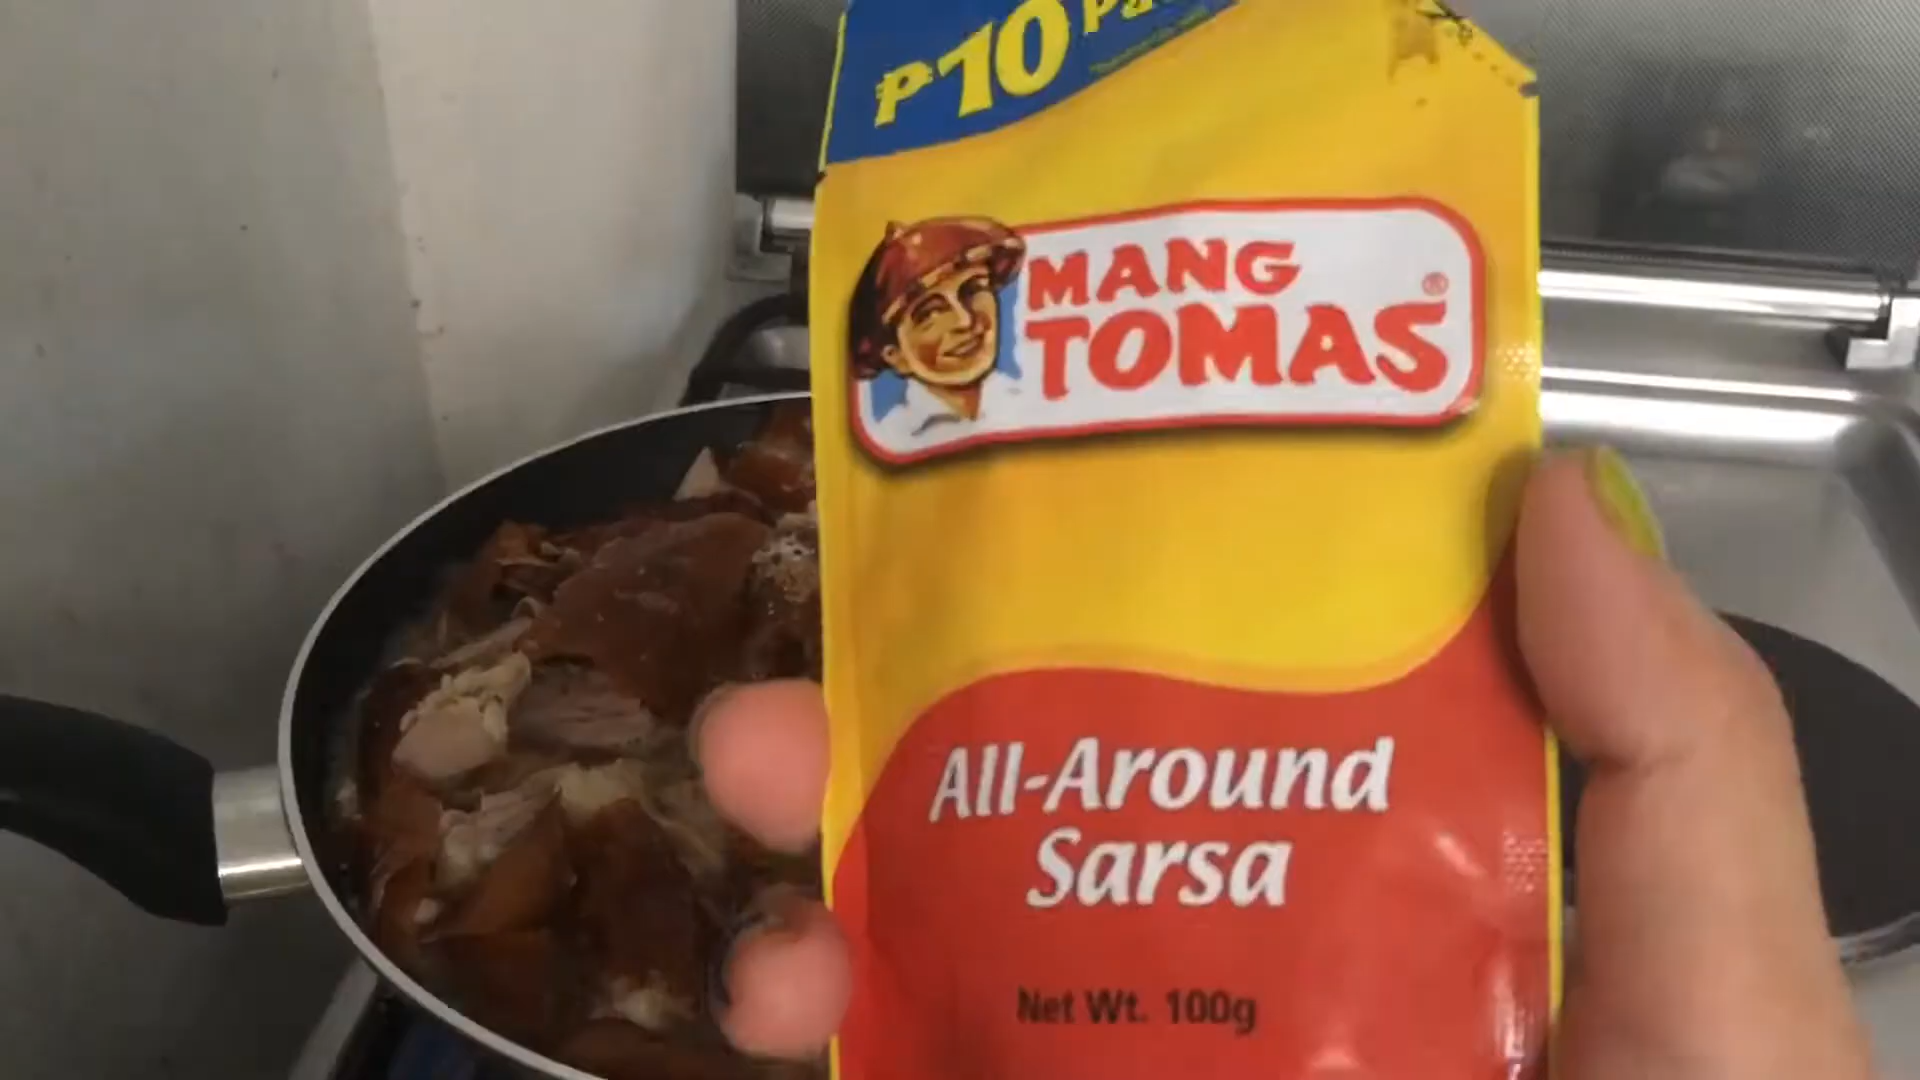 ₱10
MANG
TOMAS®
All-Around
Sarsa
Net Wt. 100g